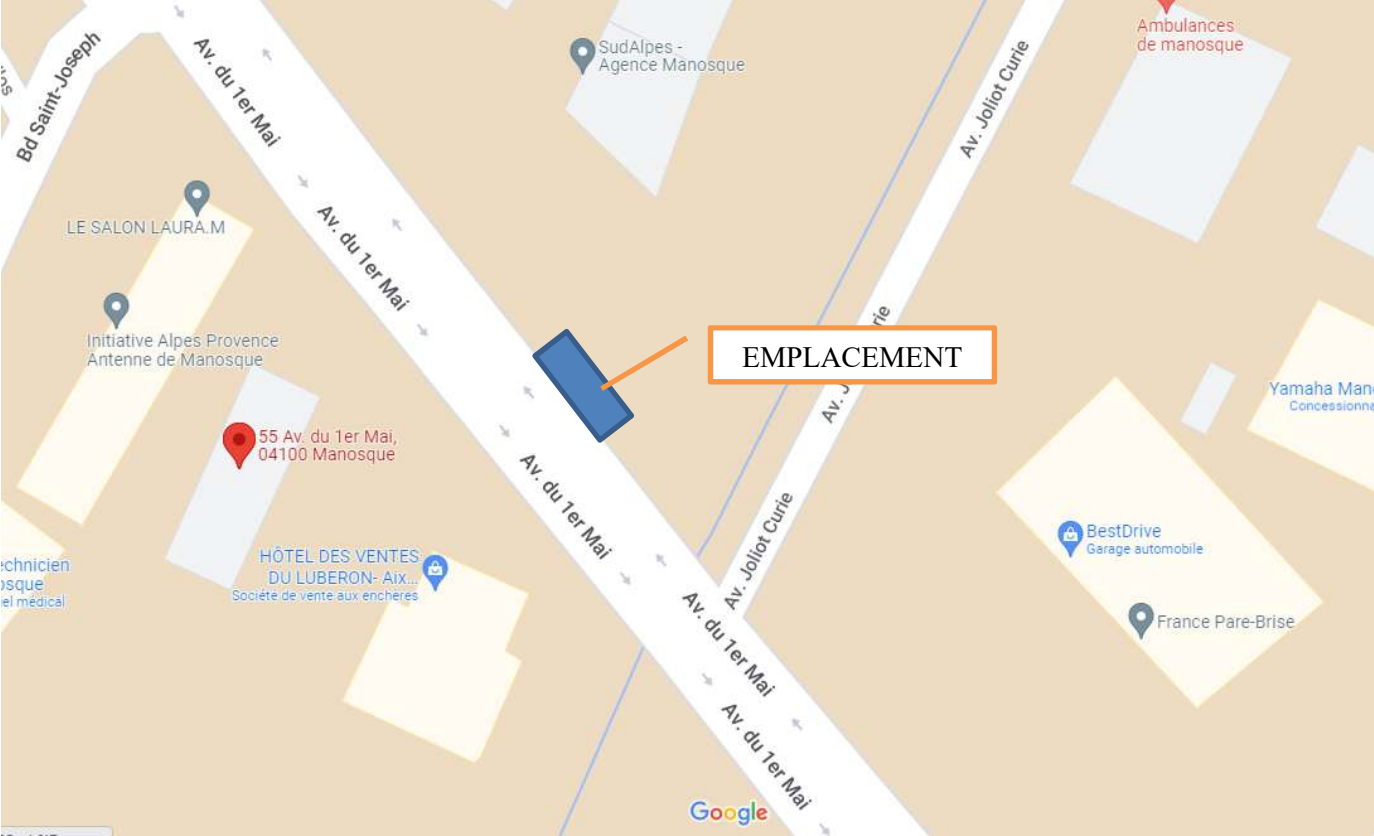 Ambulances
de manosque
SudAlpes -
Agence Manosque
Av. du 1er Mai
Bd Saint-Joseph
Av. Joliot Curie
LE SALON LAURA.M
Av. du 1er Mai
Initiative Alpes Provence
Antenne de Manosque
EMPLACEMENT
Yamaha Man
Concessionna
55 Av. du 1er Mai,
04100 Manosque
Av. du 1er Mai
Av. Joliot Curie
BestDrive
Garage automobile
HÔTEL DES VENTES
DU LUBERON- Aix...
Société de vente aux enchères
echnicien
osque
el médical
Av. du 1er Mai
France Pare-Brise
Av. du 1er Mai
Google